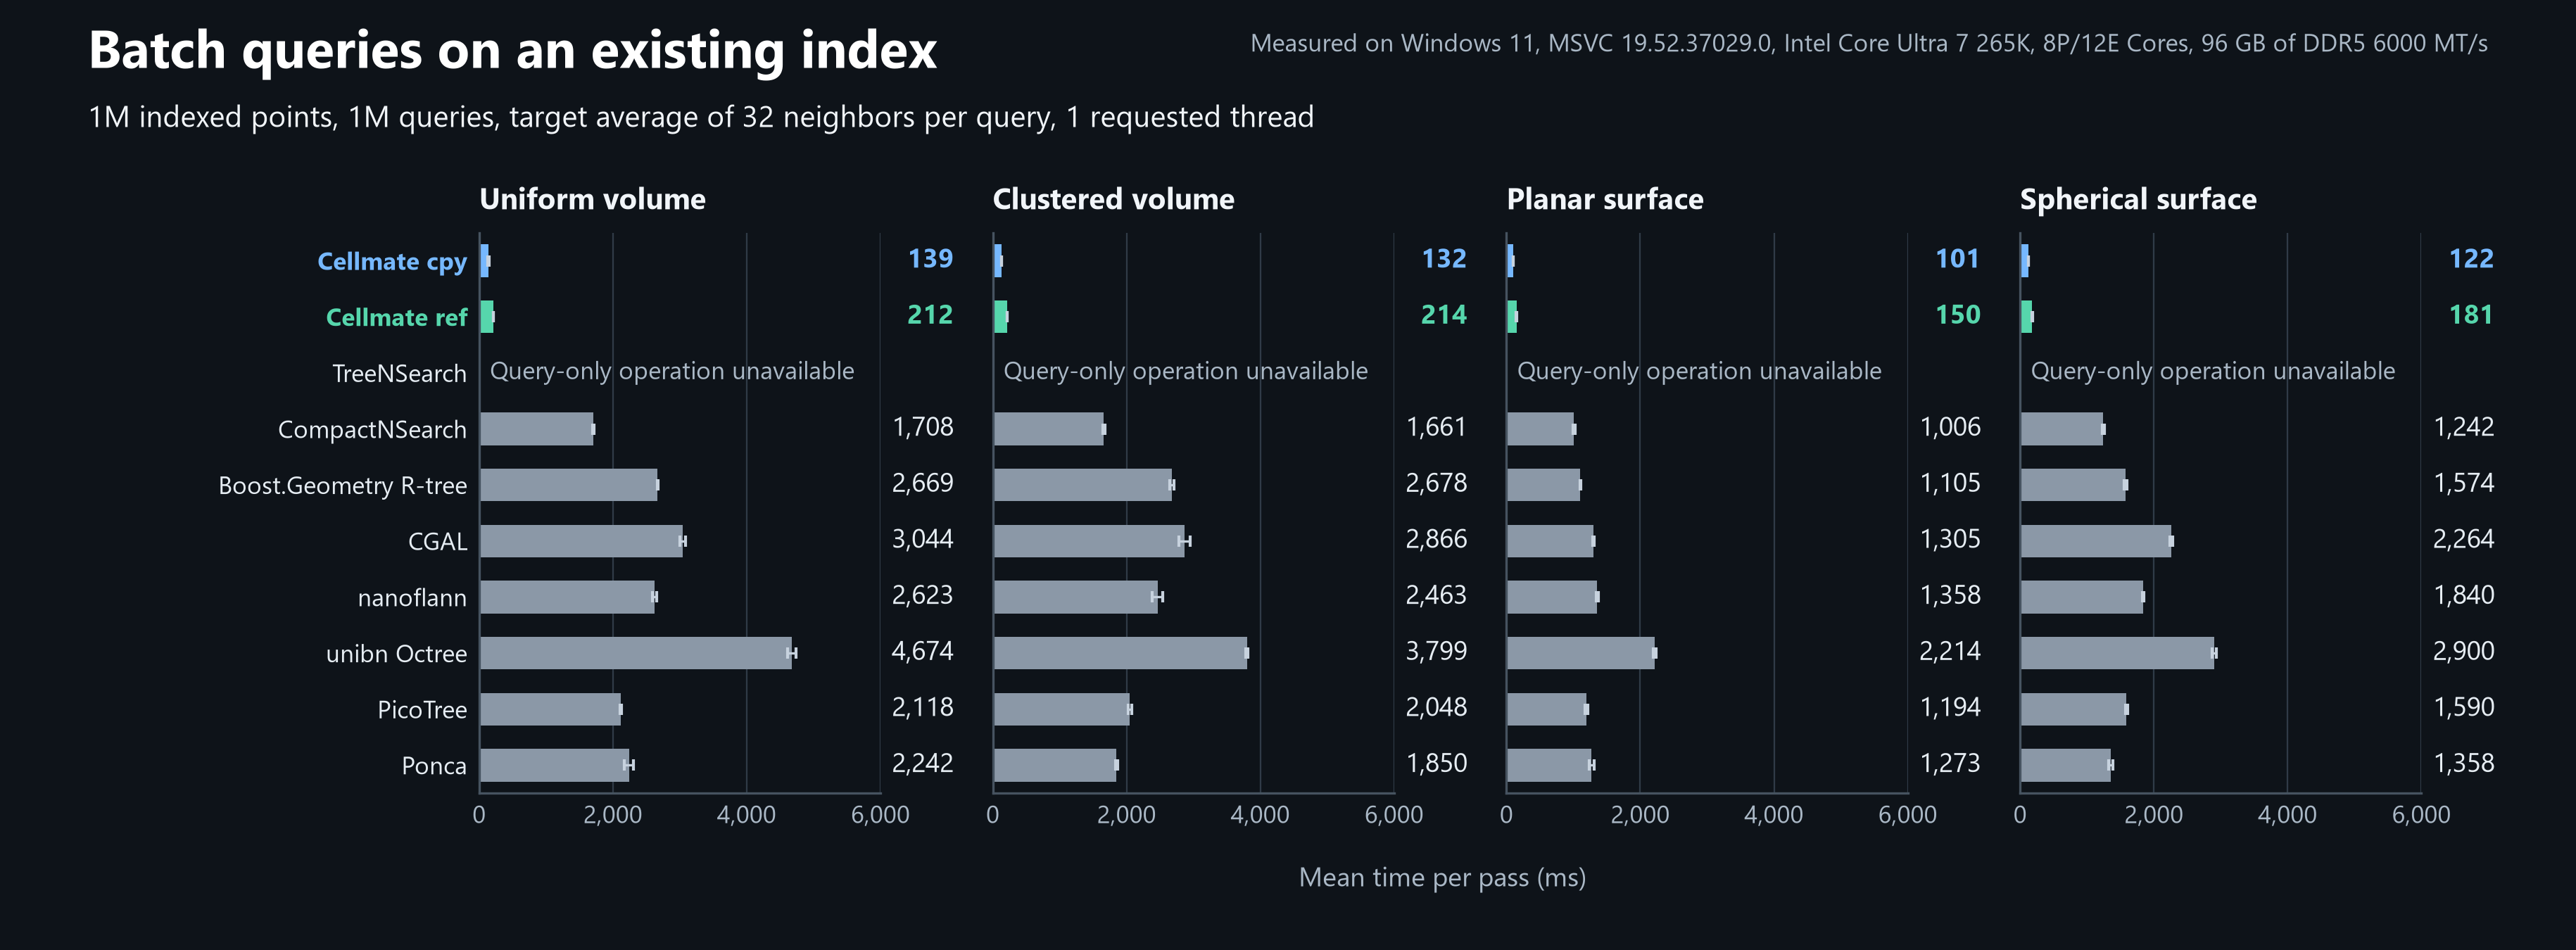 Batch queries on an existing index
Measured on Windows 11, MSVC 19.52.37029.0, Intel Core Ultra 7 265K, 8P/12E Cores, 96 GB of DDR5 6000 MT/s
1M indexed points, 1M queries, target average of 32 neighbors per query, 1 requested thread
Uniform volume Clustered volume Planar surface Spherical surface
Cellmate cpy 139 132 101 122
Cellmate ref 212 214 150 181
TreeNSearch Query-only operation unavailable Query-only operation unavailable Query-only operation unavailable Query-only operation unavailable
CompactNSearch 1,708 1,661 1,006 1,242
Boost.Geometry R-tree 2,669 2,678 1,105 1,574
CGAL 3,044 2,866 1,305 2,264
nanoflann 2,623 2,463 1,358 1,840
unibn Octree 4,674 3,799 2,214 2,900
PicoTree 2,118 2,048 1,194 1,590
Ponca 2,242 1,850 1,273 1,358
0 2,000 4,000 6,000 0 2,000 4,000 6,000 0 2,000 4,000 6,000 0 2,000 4,000 6,000
Mean time per pass (ms)